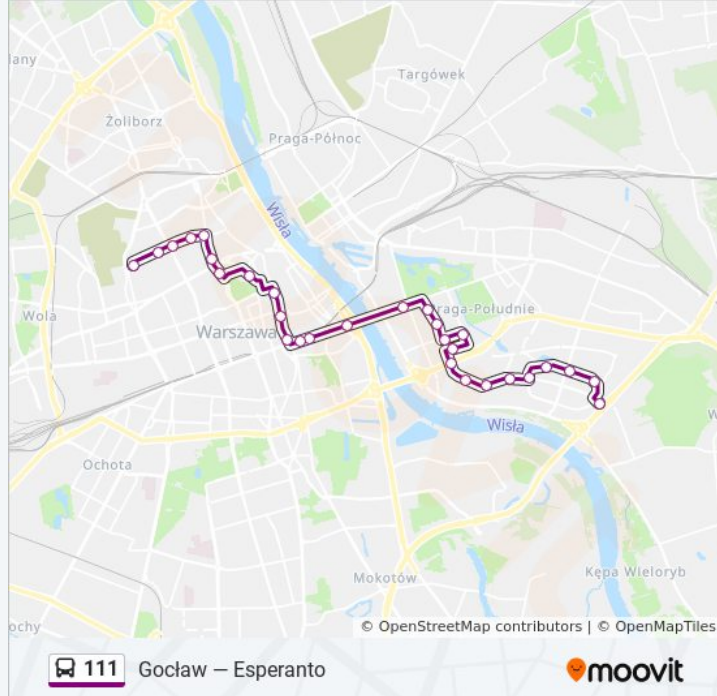 lany
Targówek
Żoliborz
Praga-Północ
Wisła
Praga-Południe
Wola
Warszawa
Wisła
W
Ochota
Mokotów
Kępa Wieloryb
ochy
© OpenStreetMap contributors | © OpenMapTiles
111 Gocław — Esperanto
moovit